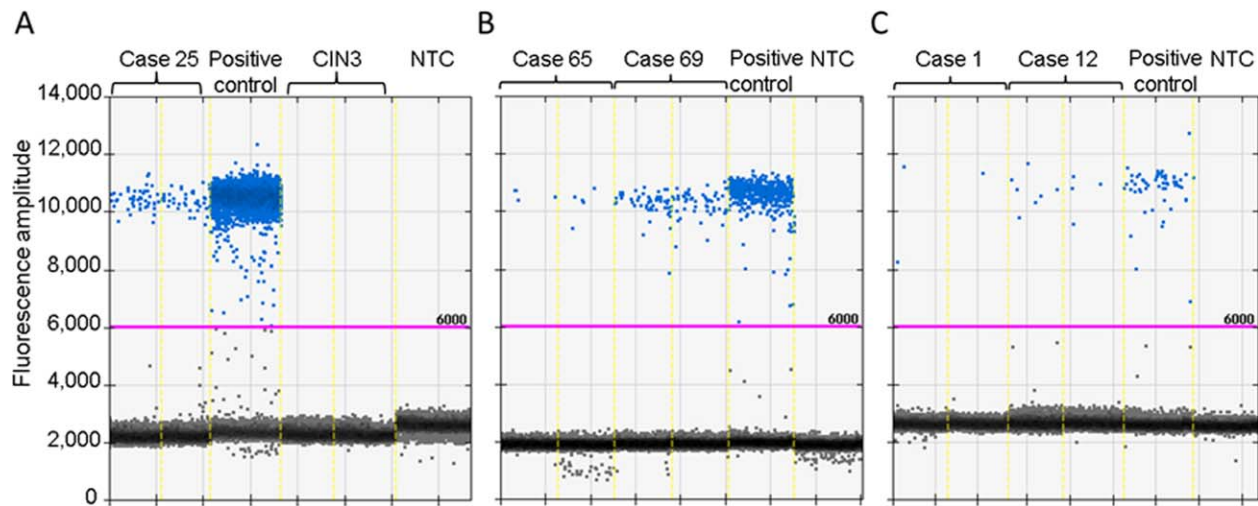 A
B
C
Case 25 Positive control CIN3 NTC
Case 65 Case 69 Positive control NTC
Case 1 Case 12 Positive control NTC
Fluorescence amplitude
14,000
12,000
10,000
8,000
6,000
4,000
2,000
0
6000
6000
6000